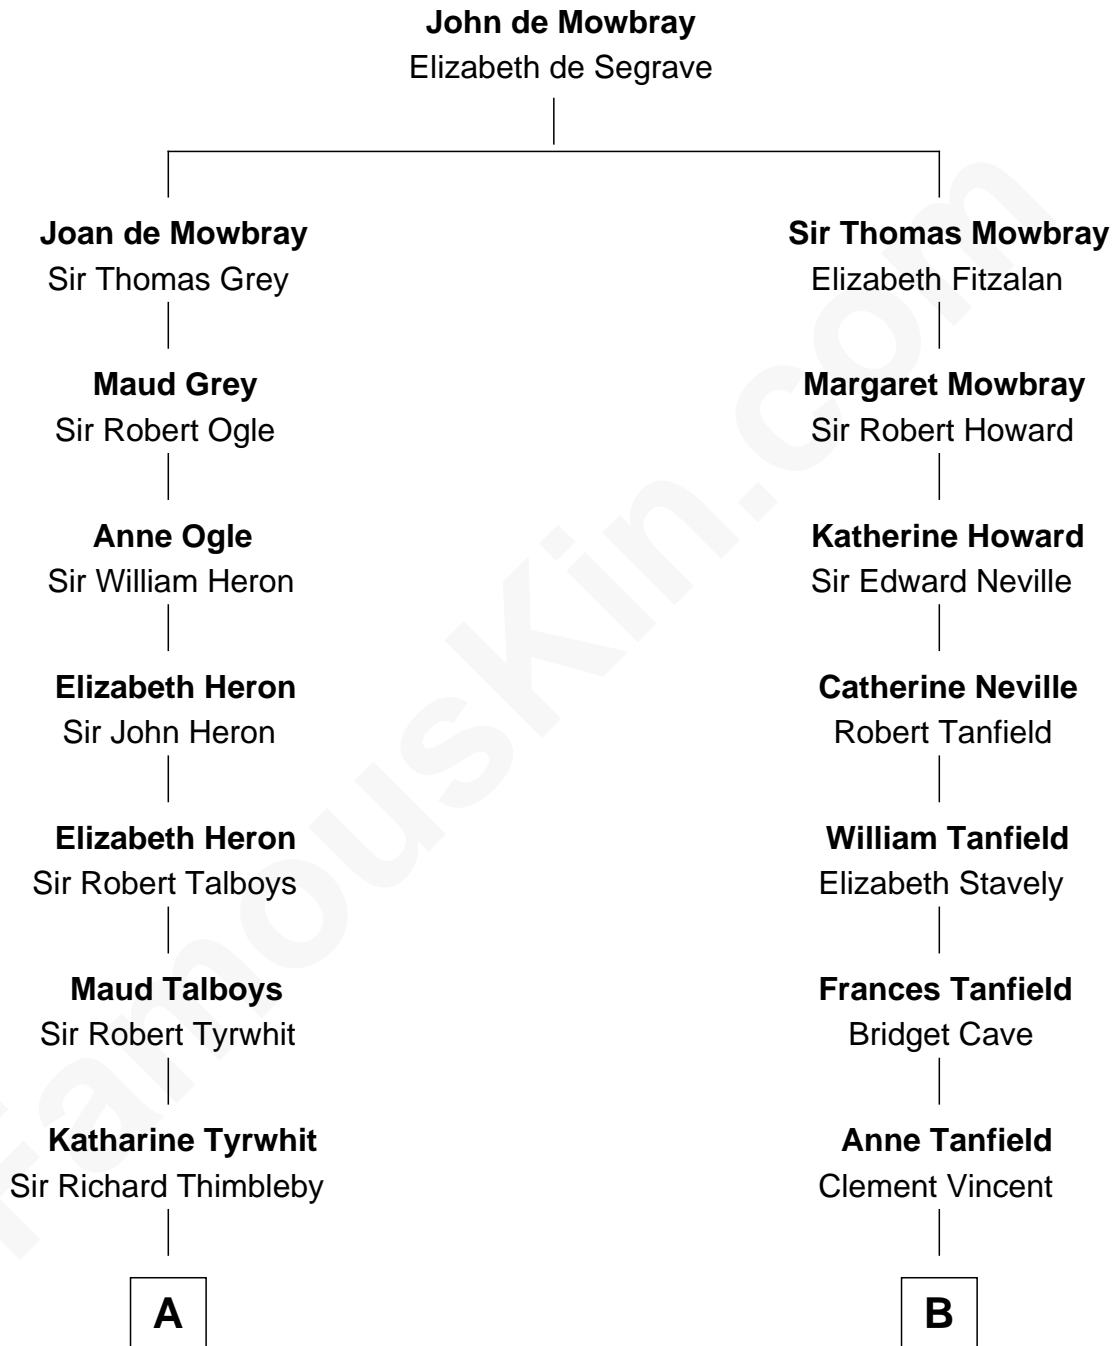 John de Mowbray
Elizabeth de Segrave
Joan de Mowbray
Sir Thomas Grey
Sir Thomas Mowbray
Elizabeth Fitzalan
Maud Grey
Sir Robert Ogle
Margaret Mowbray
Sir Robert Howard
Anne Ogle
Sir William Heron
Katherine Howard
Sir Edward Neville
Elizabeth Heron
Sir John Heron
Catherine Neville
Robert Tanfield
Elizabeth Heron
Sir Robert Talboys
William Tanfield
Elizabeth Stavely
Maud Talboys
Sir Robert Tyrwhit
Frances Tanfield
Bridget Cave
Katharine Tyrwhit
Sir Richard Thimbleby
Anne Tanfield
Clement Vincent
A
B
FamousKin.com